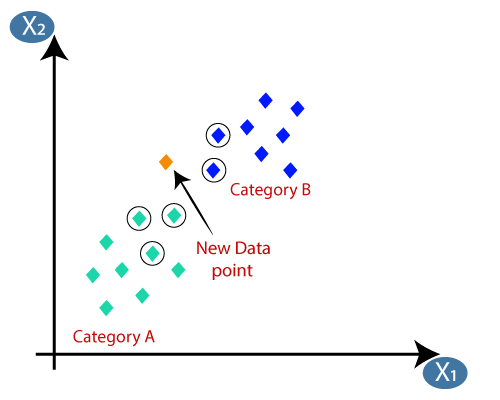 X₂
Category B
New Data
point
Category A
X₁